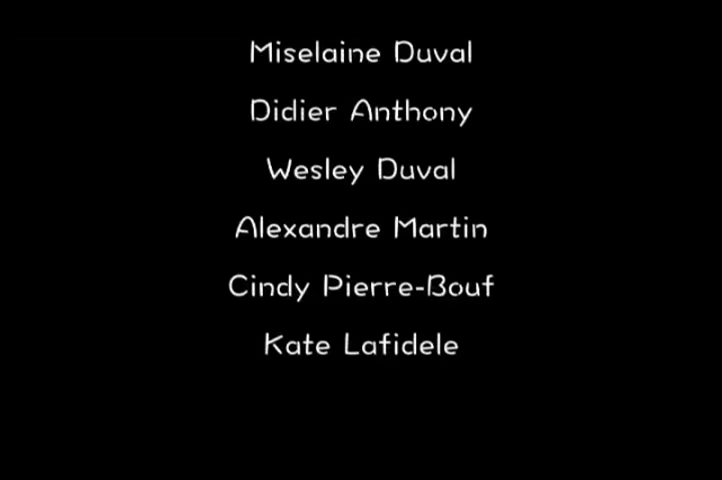 Miselaine Duval
Didier Anthony
Wesley Duval
Alexandre Martin
Cindy Pierre-Bouf
Kate Lafidele